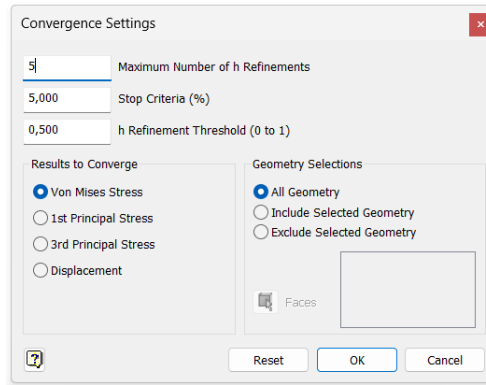 Convergence Settings
5 Maximum Number of h Refinements
5,000 Stop Criteria (%)
0,500 h Refinement Threshold (0 to 1)
Results to Converge
Von Mises Stress
1st Principal Stress
3rd Principal Stress
Displacement
Geometry Selections
All Geometry
Include Selected Geometry
Exclude Selected Geometry
Faces
Reset OK Cancel